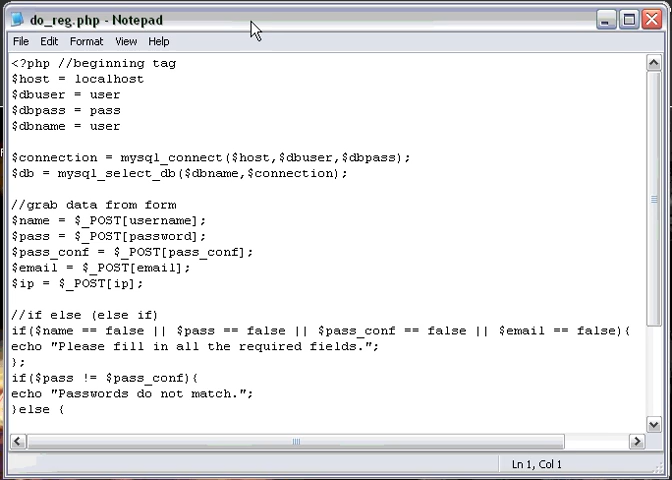 do_reg.php - Notepad
File Edit Format View Help
<?php //beginning tag
$host = localhost
$dbuser = user
$dbpass = pass
$dbname = user
$connection = mysql_connect($host,$dbuser,$dbpass);
$db = mysql_select_db($dbname,$connection);
//grab data from form
$name = $_POST[username];
$pass = $_POST[password];
$pass_conf = $_POST[pass_conf];
$email = $_POST[email];
$ip = $_POST[ip];
//if else (else if)
if($name == false || $pass == false || $pass_conf == false || $email == false){
echo "Please fill in all the required fields.";
};
if($pass != $pass_conf){
echo "Passwords do not match.";
}else {
Ln 1, Col 1